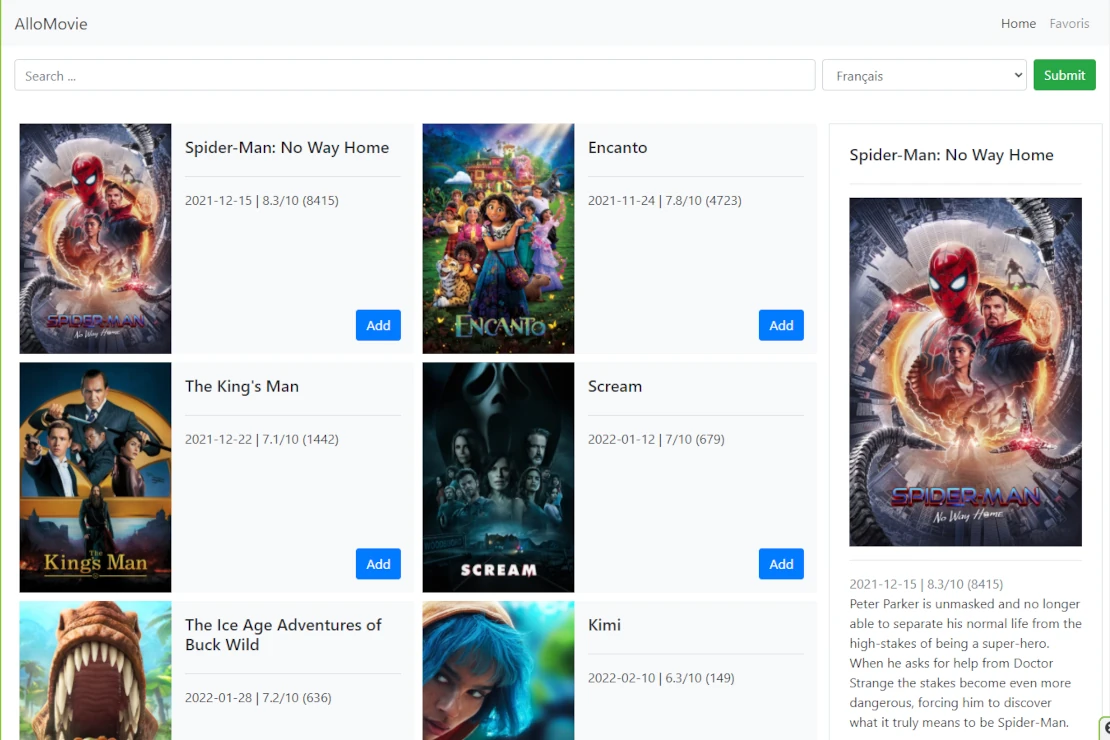 AlloMovie
Home Favoris
Search ...
Français
Submit
Spider-Man: No Way Home
2021-12-15 | 8.3/10 (8415)
Add
SPIDER-MAN
No Way Home
Encanto
2021-11-24 | 7.8/10 (4723)
Add
ENCANTO
The King's Man
2021-12-22 | 7.1/10 (1442)
Add
The
King's Man
Scream
2022-01-12 | 7/10 (679)
Add
SCREAM
The Ice Age Adventures of
Buck Wild
2022-01-28 | 7.2/10 (636)
Kimi
2022-02-10 | 6.3/10 (149)
Spider-Man: No Way Home
SPIDER-MAN
No Way Home
2021-12-15 | 8.3/10 (8415)
Peter Parker is unmasked and no longer
able to separate his normal life from the
high-stakes of being a super-hero.
When he asks for help from Doctor
Strange the stakes become even more
dangerous, forcing him to discover
what it truly means to be Spider-Man.